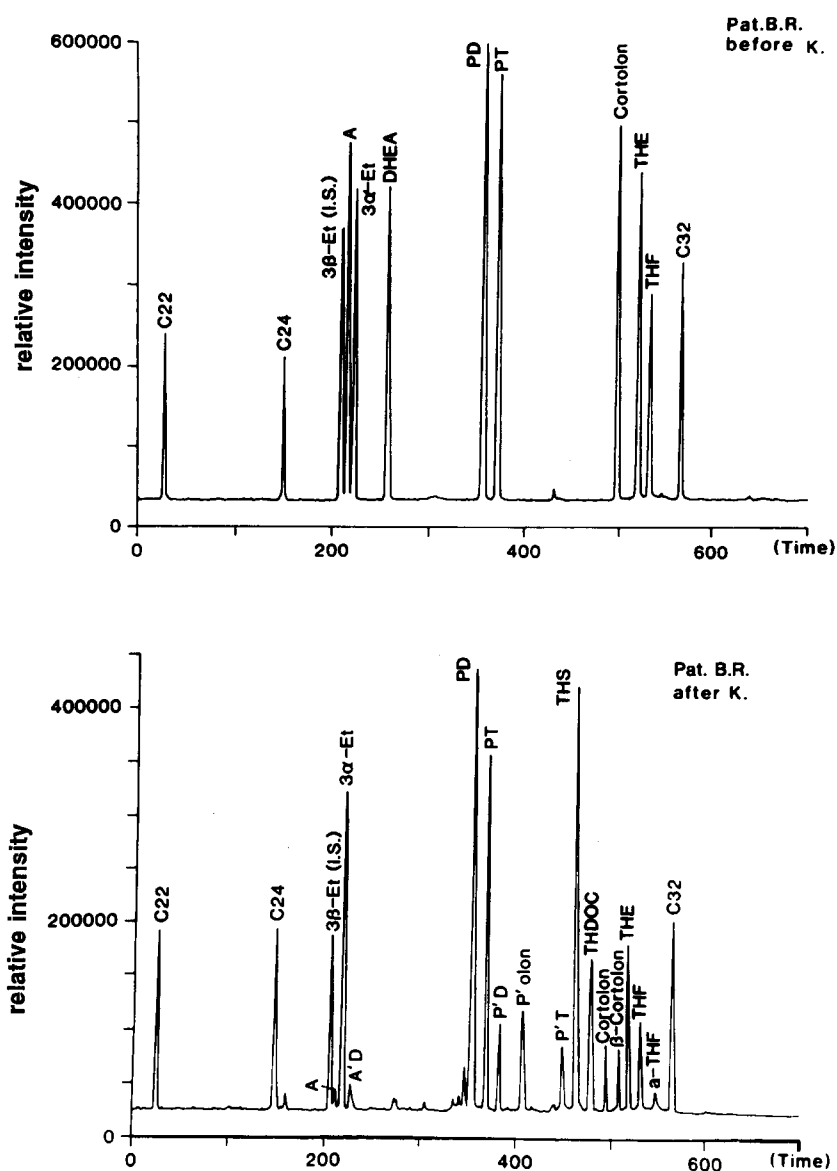 Pat.B.R.
before K.
600000
400000
200000
0
relative intensity
C22
C24
3β-Et (I.S.)
A
3α-Et
DHEA
PD
PT
Cortolon
THE
THF
C32
0
200
400
600
(Time)
Pat. B.R.
after K.
400000
200000
0
relative intensity
C22
C24
3β-Et (I.S.)
A
3α-Et
A'D
PD
PT
P'D
P'olon
P'T
THS
THDOC
Cortolon
β-Cortolon
THE
THF
a-THF
C32
0
200
400
600
(Time)